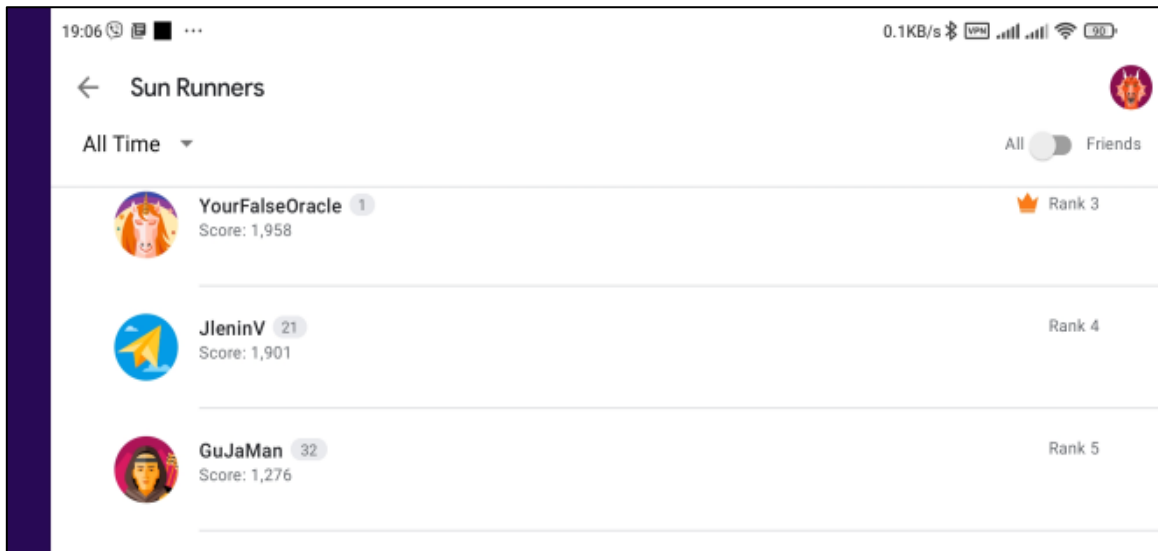 19:06 ... 0.1KB/s VPN 90
Sun Runners
All Time All Friends
YourFalseOracle 1 Rank 3
Score: 1,958
JleninV 21 Rank 4
Score: 1,901
GuJaMan 32 Rank 5
Score: 1,276